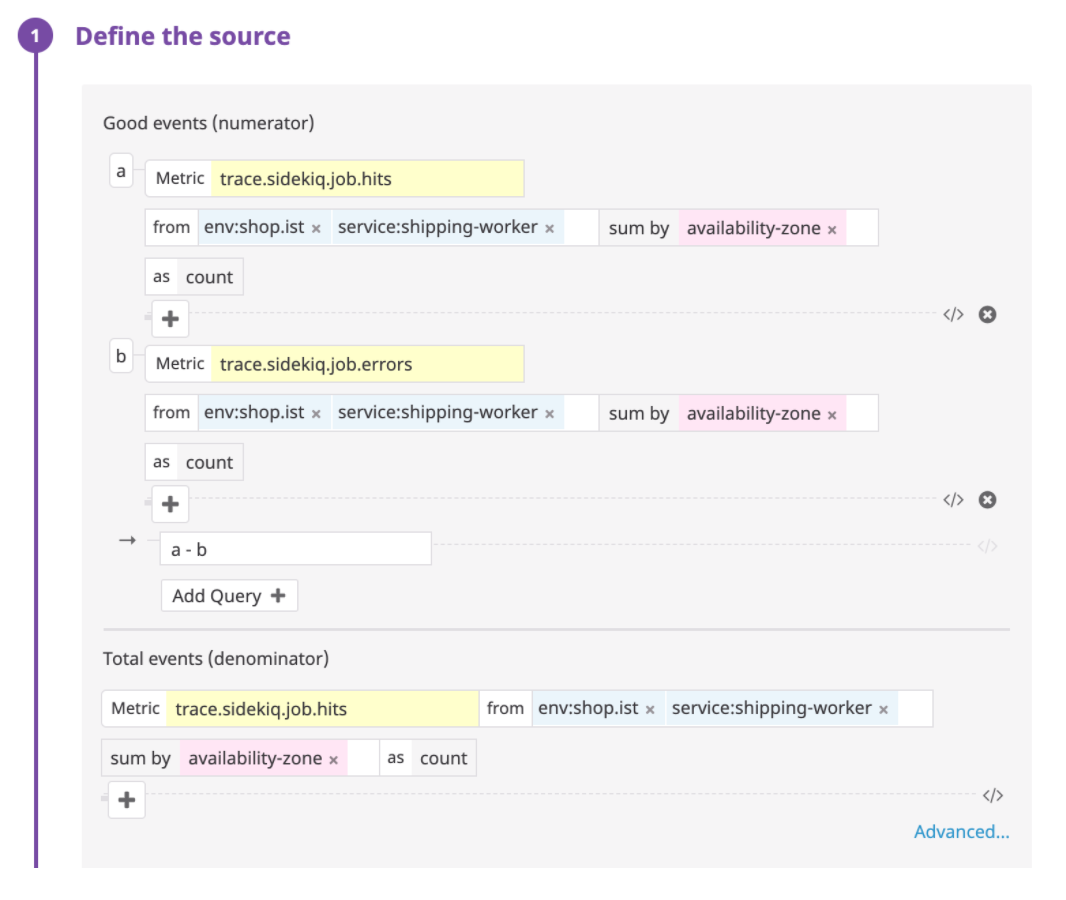 1 Define the source
Good events (numerator)
a Metric trace.sidekiq.job.hits
from env:shop.ist × service:shipping-worker × sum by availability-zone ×
as count
+ </>
b Metric trace.sidekiq.job.errors
from env:shop.ist × service:shipping-worker × sum by availability-zone ×
as count
+ </>
→ a - b </>
Add Query +
Total events (denominator)
Metric trace.sidekiq.job.hits from env:shop.ist × service:shipping-worker ×
sum by availability-zone × as count
+ </>
Advanced...